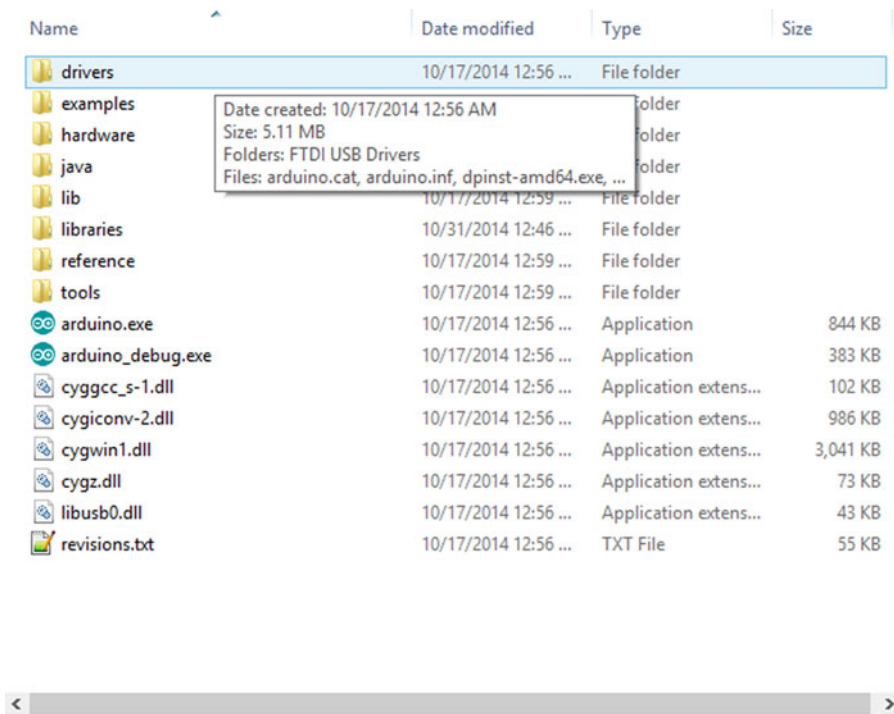 Name Date modified Type Size
drivers 10/17/2014 12:56 ... File folder
examples folder
Date created: 10/17/2014 12:56 AM
hardware folder
Size: 5.11 MB
Folders: FTDI USB Drivers
java folder
Files: arduino.cat, arduino.inf, dpinst-amd64.exe, ...
lib 10/17/2014 12:59 ... File folder
libraries 10/31/2014 12:46 ... File folder
reference 10/17/2014 12:59 ... File folder
tools 10/17/2014 12:59 ... File folder
arduino.exe 10/17/2014 12:56 ... Application 844 KB
arduino_debug.exe 10/17/2014 12:56 ... Application 383 KB
cyggcc_s-1.dll 10/17/2014 12:56 ... Application extens... 102 KB
cygiconv-2.dll 10/17/2014 12:56 ... Application extens... 986 KB
cygwin1.dll 10/17/2014 12:56 ... Application extens... 3,041 KB
cygz.dll 10/17/2014 12:56 ... Application extens... 73 KB
libusb0.dll 10/17/2014 12:56 ... Application extens... 43 KB
revisions.txt 10/17/2014 12:56 ... TXT File 55 KB